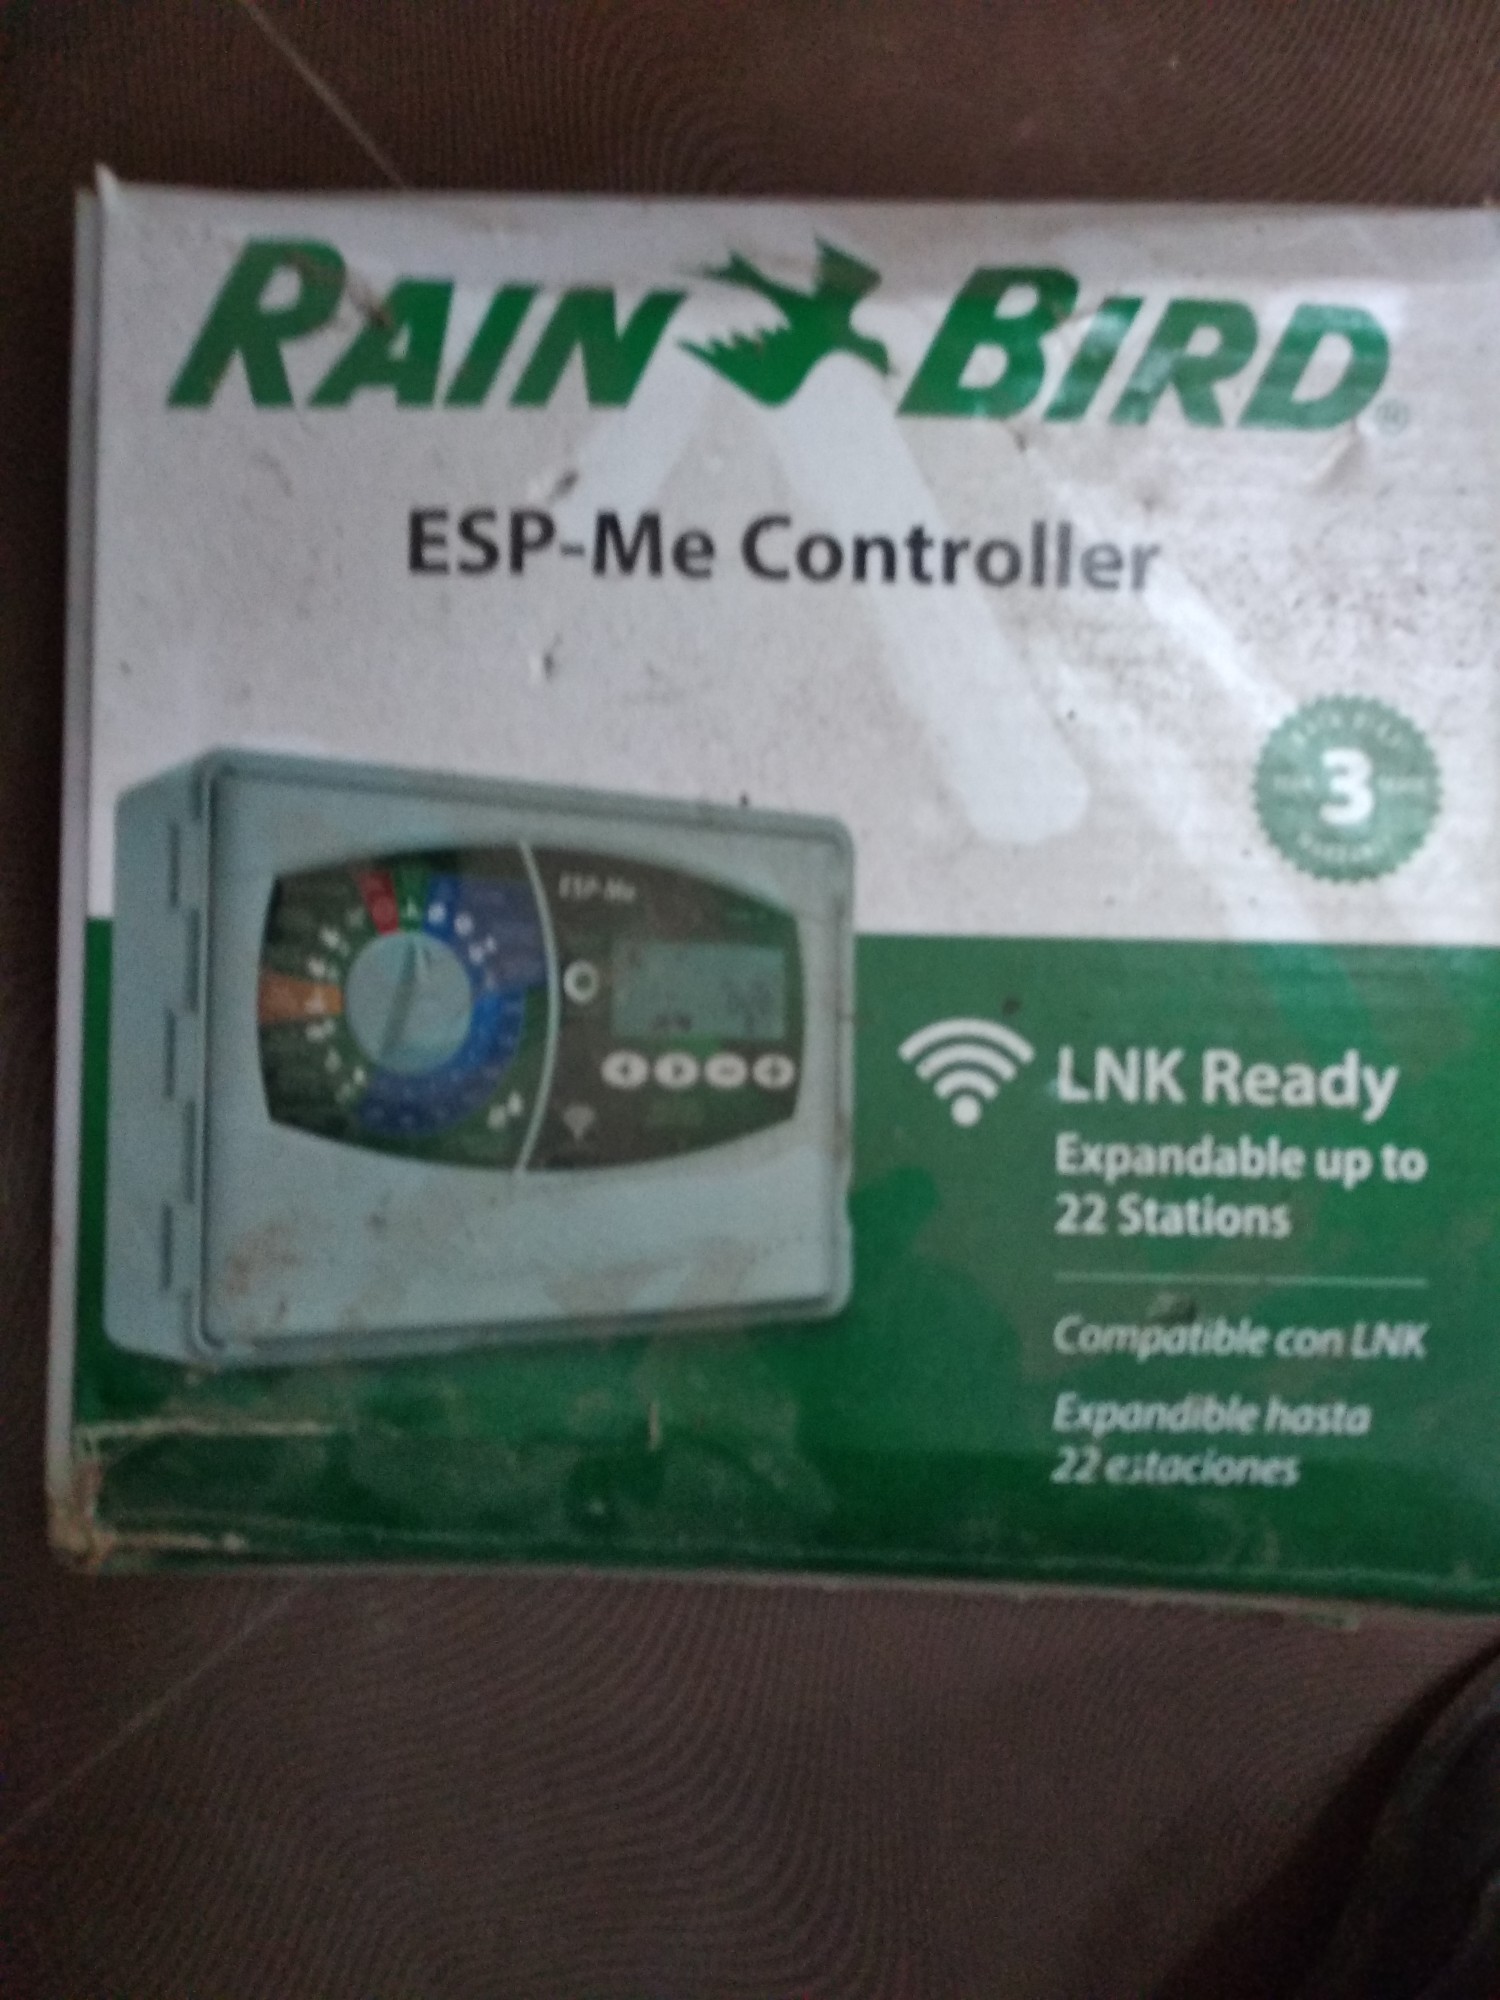 RAIN BIRD®
ESP-Me Controller
3
ESP-Me
LNK Ready
Expandable up to
22 Stations
Compatible con LNK
Expandible hasta
22 estaciones